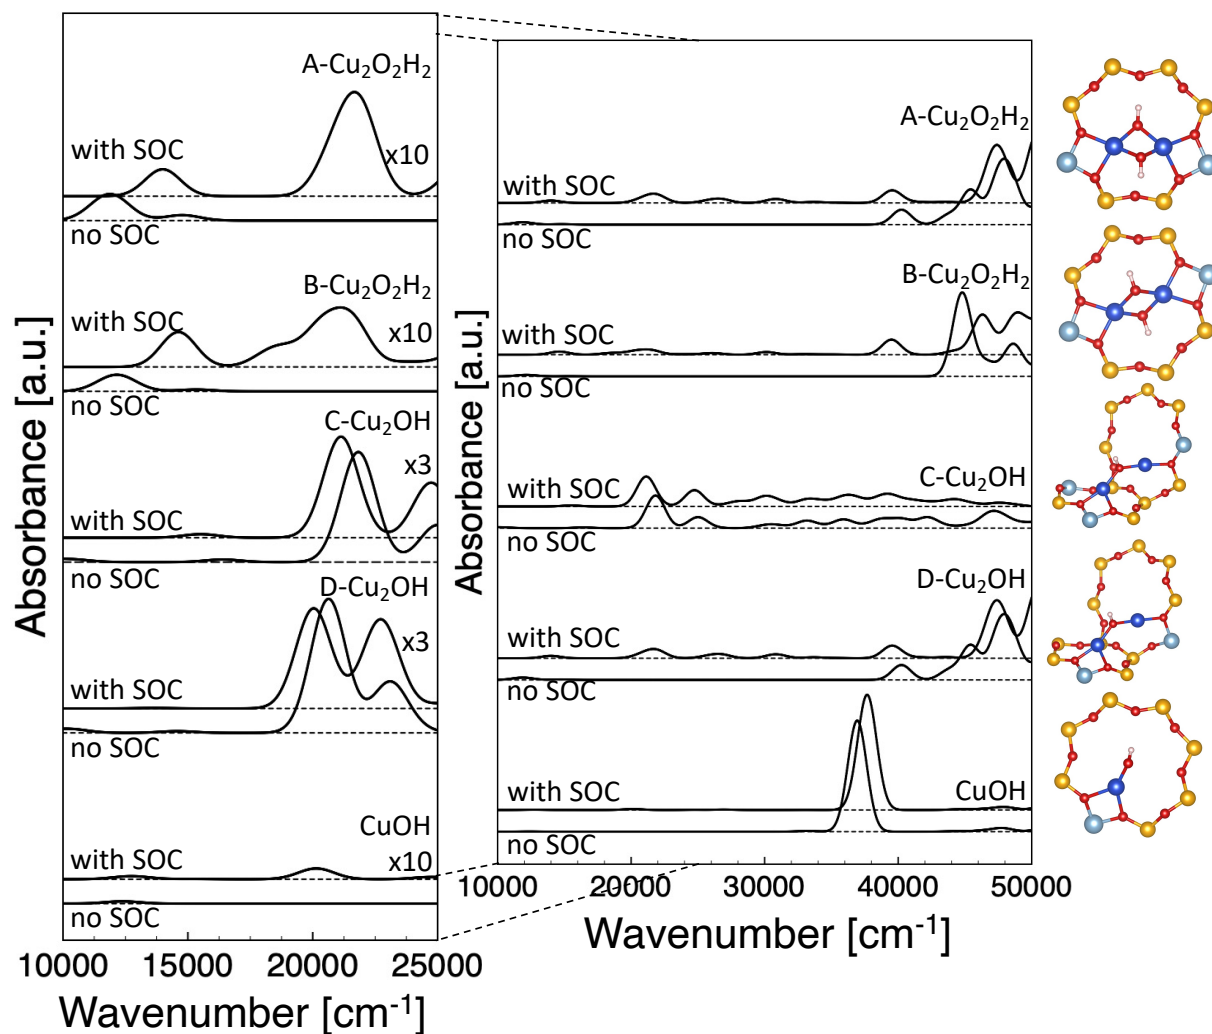 A-Cu₂O₂H₂
with SOC
x10
no SOC
B-Cu₂O₂H₂
with SOC
x10
no SOC
C-Cu₂OH
x3
with SOC
no SOC
D-Cu₂OH
x3
with SOC
no SOC
CuOH
with SOC
x10
no SOC
10000 15000 20000 25000
Wavenumber [cm⁻¹]
Absorbance [a.u.]
A-Cu₂O₂H₂
with SOC
no SOC
B-Cu₂O₂H₂
with SOC
no SOC
C-Cu₂OH
with SOC
no SOC
D-Cu₂OH
with SOC
no SOC
CuOH
with SOC
no SOC
10000 20000 30000 40000 50000
Wavenumber [cm⁻¹]
Absorbance [a.u.]